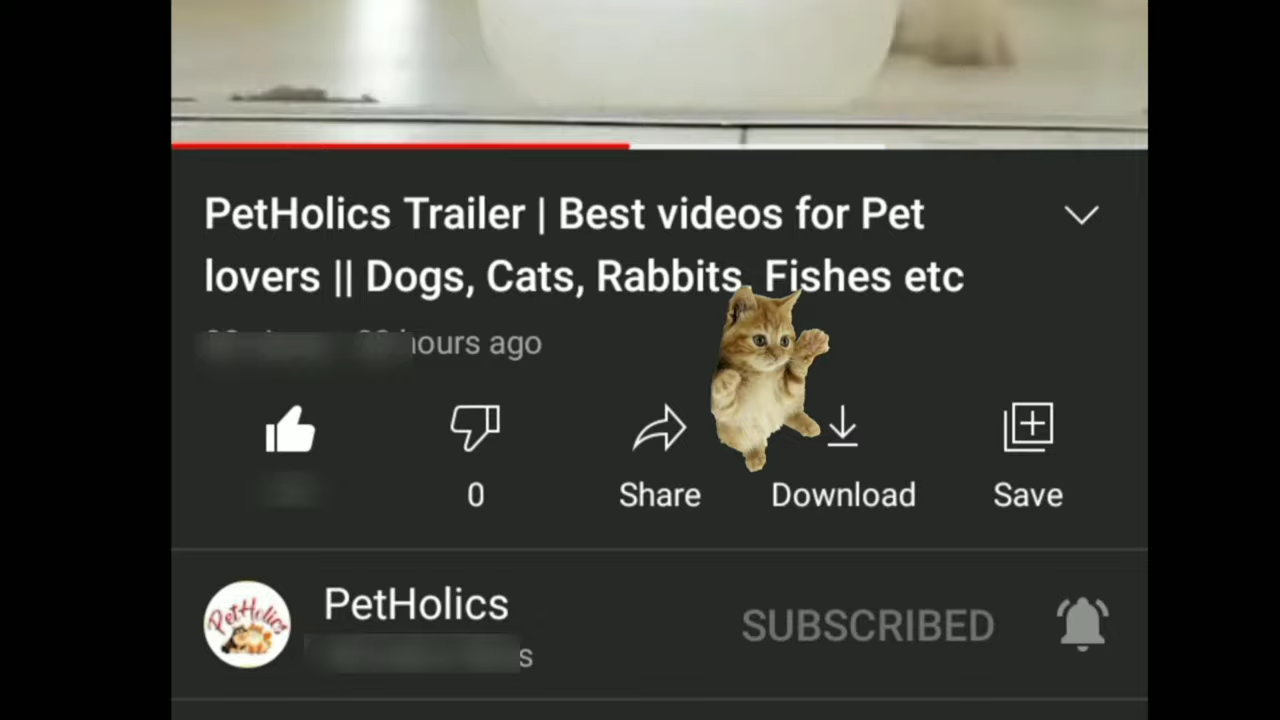 PetHolics Trailer | Best videos for Pet
lovers || Dogs, Cats, Rabbits, Fishes etc
hours ago
0
Share
Download
Save
PetHolics
PetHolics
SUBSCRIBED